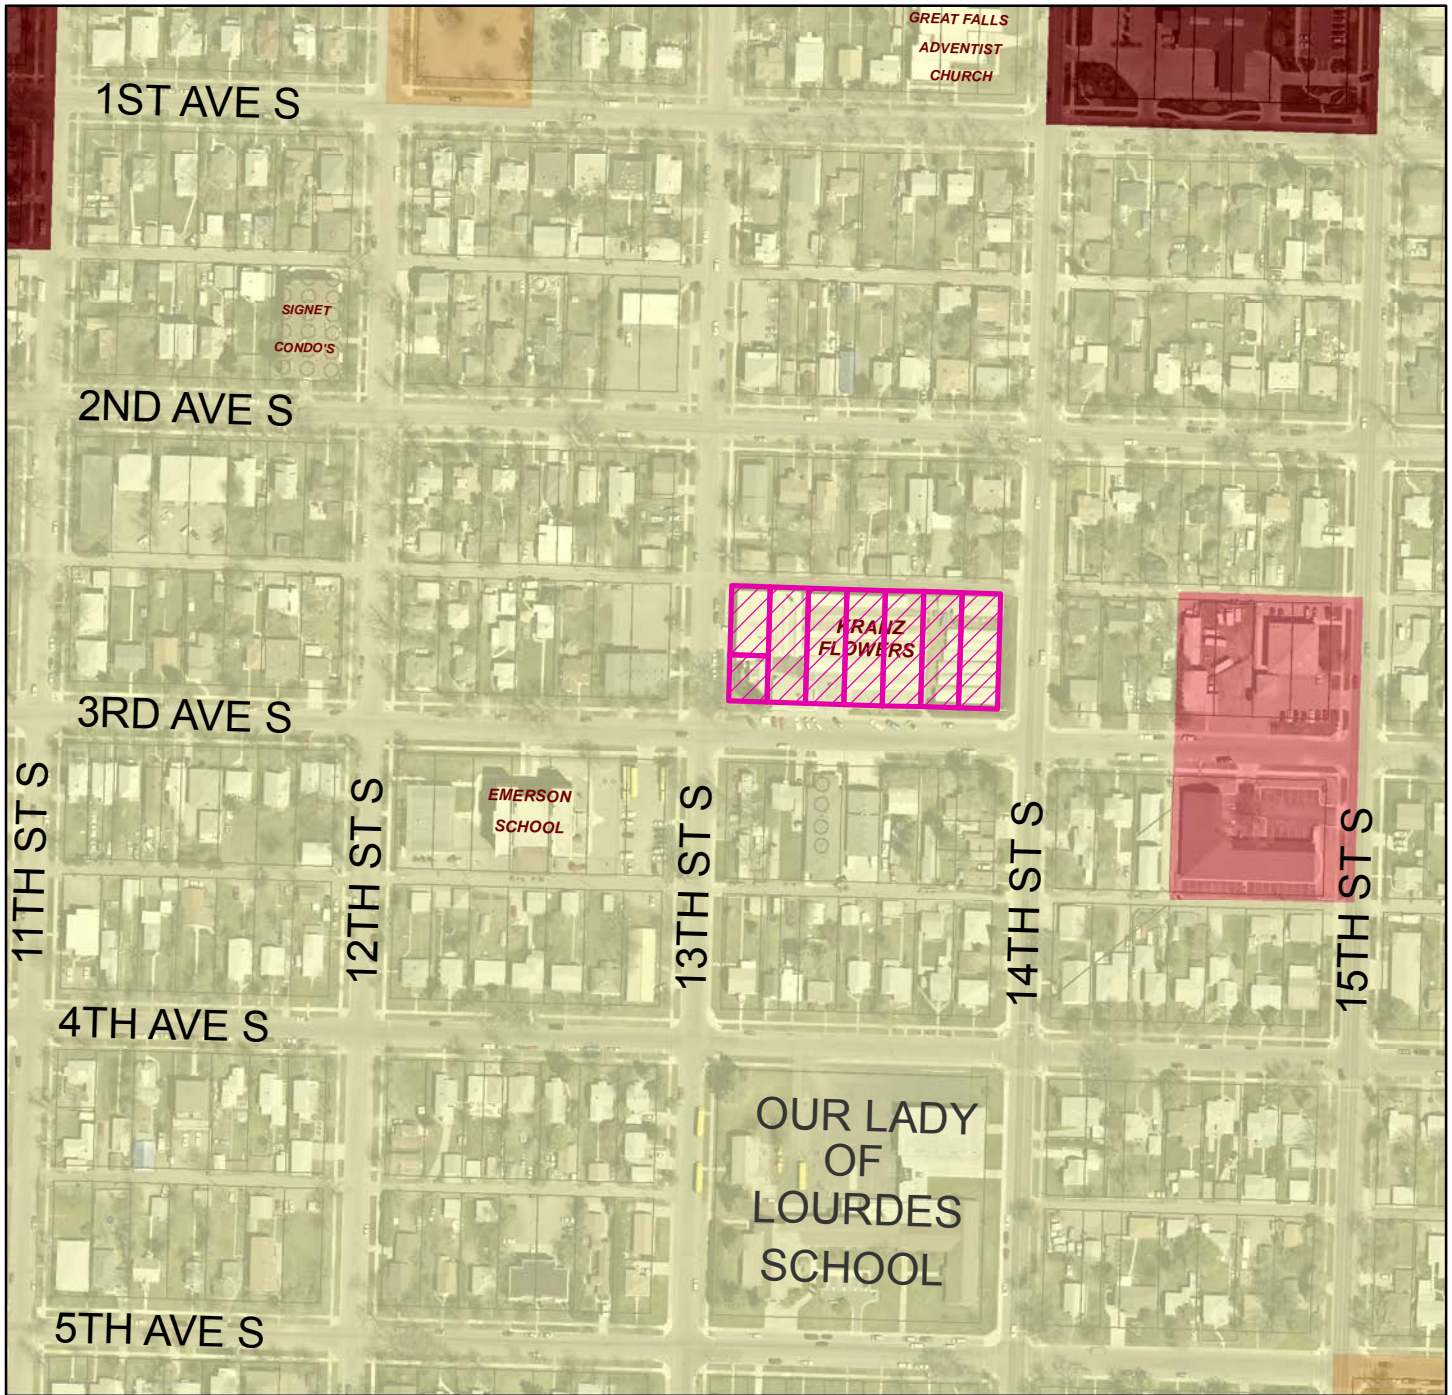 GREAT FALLS
ADVENTIST
CHURCH
1ST AVE S
SIGNET
CONDO'S
2ND AVE S
KRANZ
FLOWERS
3RD AVE S
11TH ST S
12TH ST S
EMERSON
SCHOOL
13TH ST S
14TH ST S
15TH ST S
4TH AVE S
OUR LADY
OF
LOURDES
SCHOOL
5TH AVE S